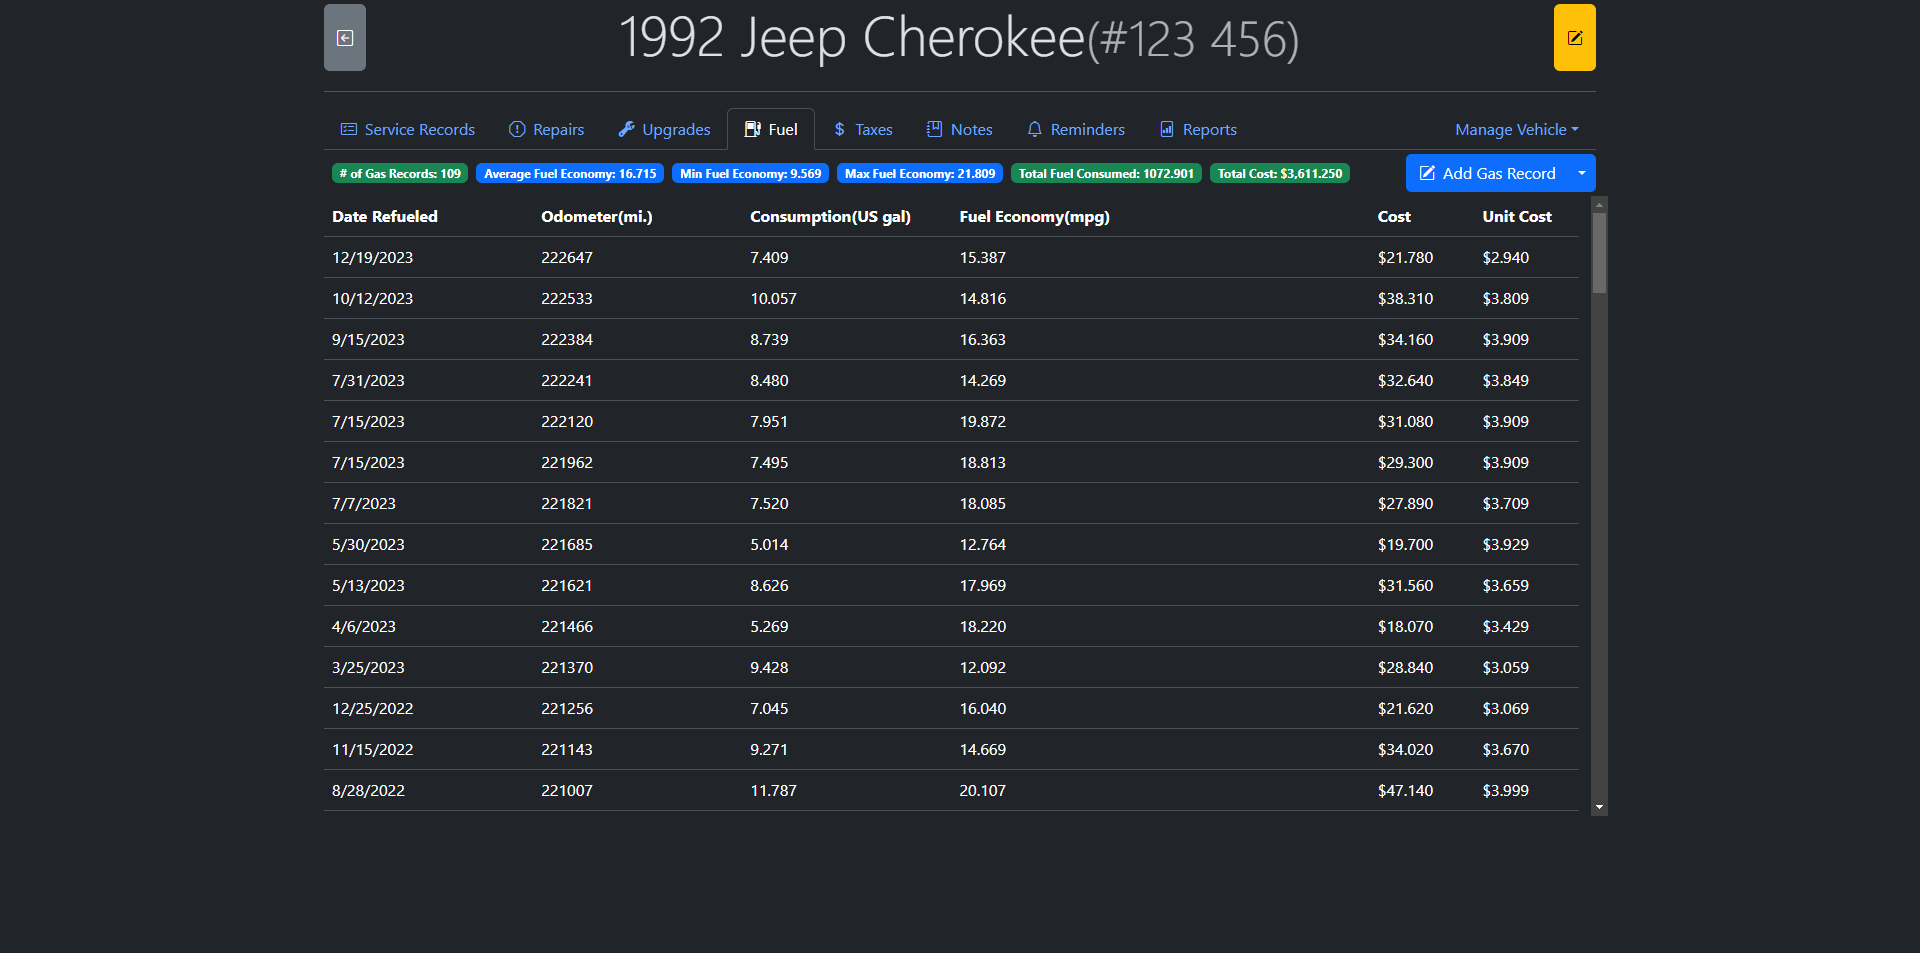 1992 Jeep Cherokee(#123 456)
Service Records Repairs Upgrades Fuel $ Taxes Notes Reminders Reports Manage Vehicle
# of Gas Records: 109 Average Fuel Economy: 16.715 Min Fuel Economy: 9.569 Max Fuel Economy: 21.809 Total Fuel Consumed: 1072.901 Total Cost: $3,611.250 Add Gas Record
Date Refueled Odometer(mi.) Consumption(US gal) Fuel Economy(mpg) Cost Unit Cost
12/19/2023 222647 7.409 15.387 $21.780 $2.940
10/12/2023 222533 10.057 14.816 $38.310 $3.809
9/15/2023 222384 8.739 16.363 $34.160 $3.909
7/31/2023 222241 8.480 14.269 $32.640 $3.849
7/15/2023 222120 7.951 19.872 $31.080 $3.909
7/15/2023 221962 7.495 18.813 $29.300 $3.909
7/7/2023 221821 7.520 18.085 $27.890 $3.709
5/30/2023 221685 5.014 12.764 $19.700 $3.929
5/13/2023 221621 8.626 17.969 $31.560 $3.659
4/6/2023 221466 5.269 18.220 $18.070 $3.429
3/25/2023 221370 9.428 12.092 $28.840 $3.059
12/25/2022 221256 7.045 16.040 $21.620 $3.069
11/15/2022 221143 9.271 14.669 $34.020 $3.670
8/28/2022 221007 11.787 20.107 $47.140 $3.999